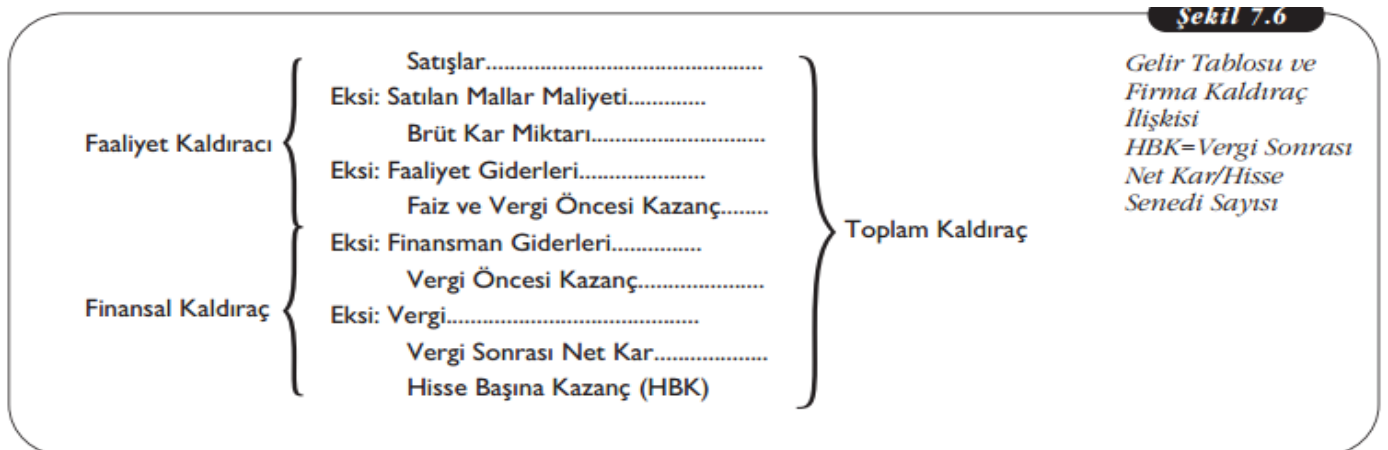 Şekil 7.6
Gelir Tablosu ve
Firma Kaldıraç
İlişkisi
HBK=Vergi Sonrası
Net Kar/Hisse
Senedi Sayısı
Faaliyet Kaldıracı
Finansal Kaldıraç
Satışlar..............................................
Eksi: Satılan Mallar Maliyeti.............
Brüt Kar Miktarı.............................
Eksi: Faaliyet Giderleri.....................
Faiz ve Vergi Öncesi Kazanç........
Eksi: Finansman Giderleri...............
Vergi Öncesi Kazanç.....................
Eksi: Vergi..........................................
Vergi Sonrası Net Kar...................
Hisse Başına Kazanç (HBK)
Toplam Kaldıraç